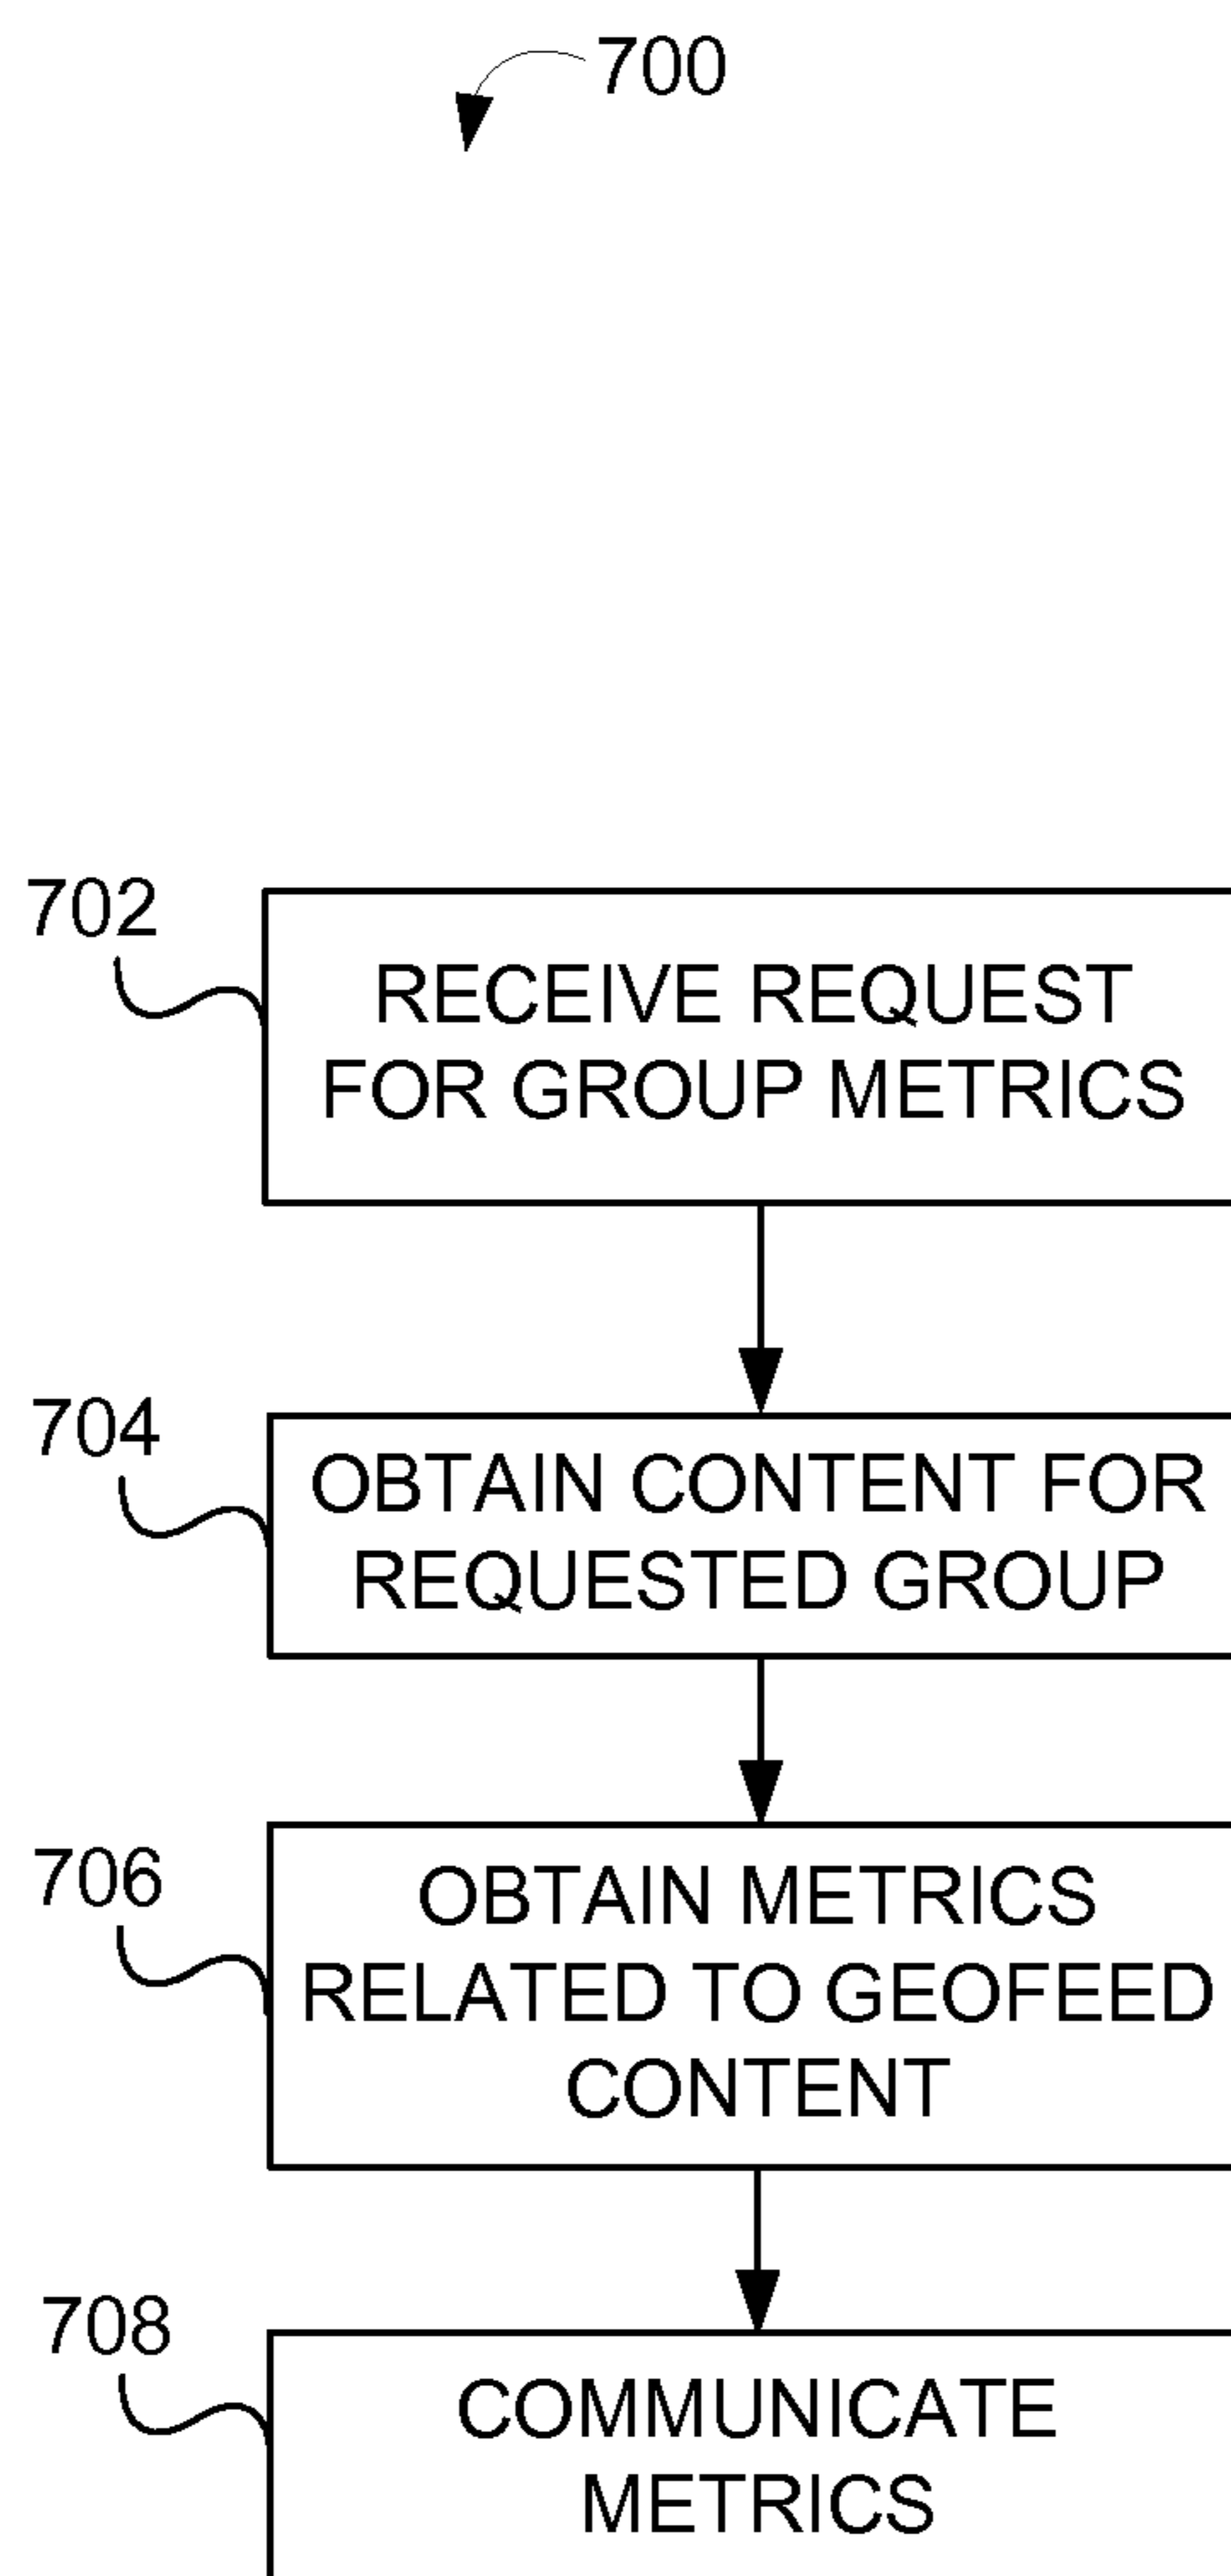 700
702
RECEIVE REQUEST
FOR GROUP METRICS
704
OBTAIN CONTENT FOR
REQUESTED GROUP
706
OBTAIN METRICS
RELATED TO GEOFEED
CONTENT
708
COMMUNICATE
METRICS